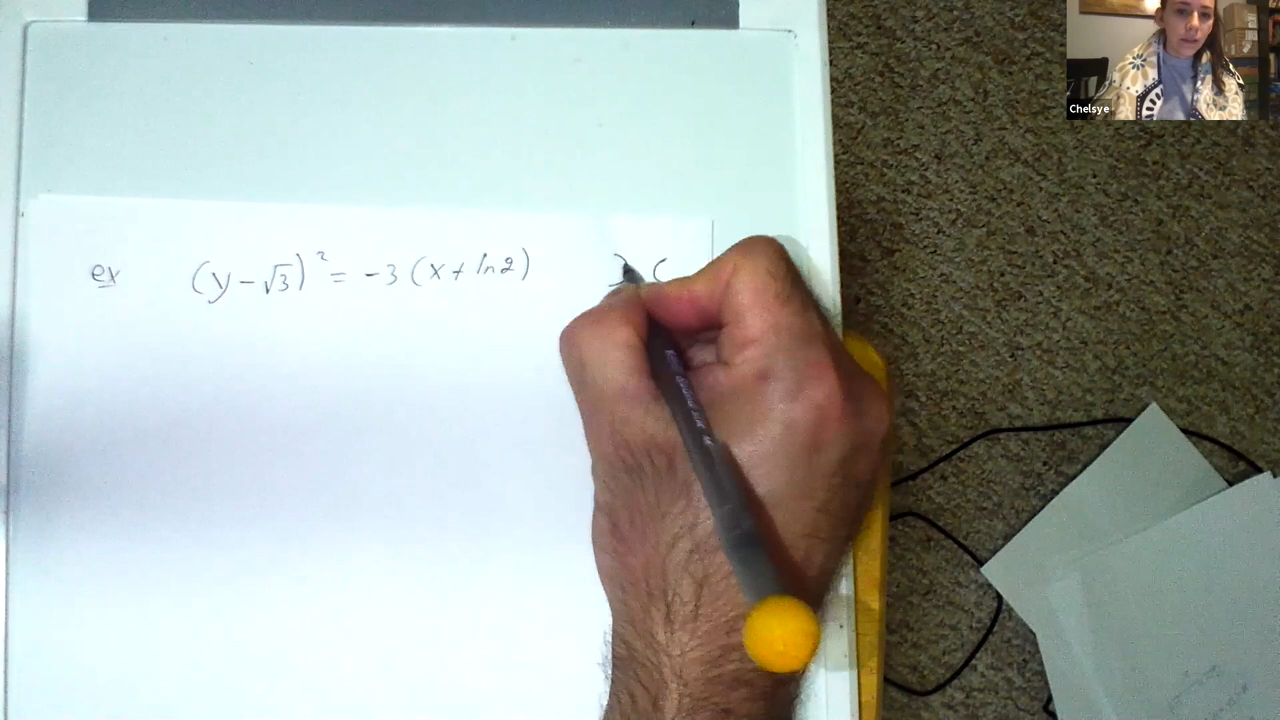 Chelsye
ex (y-√3)² = -3 (x + ln2)